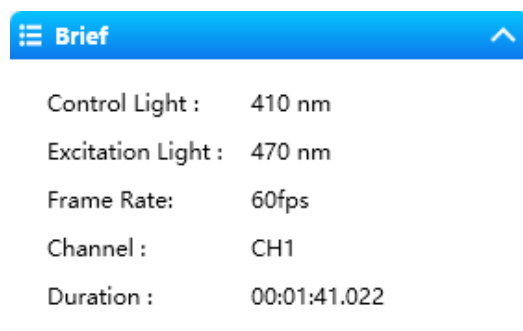 Brief
Control Light : 410 nm
Excitation Light : 470 nm
Frame Rate: 60fps
Channel : CH1
Duration : 00:01:41.022